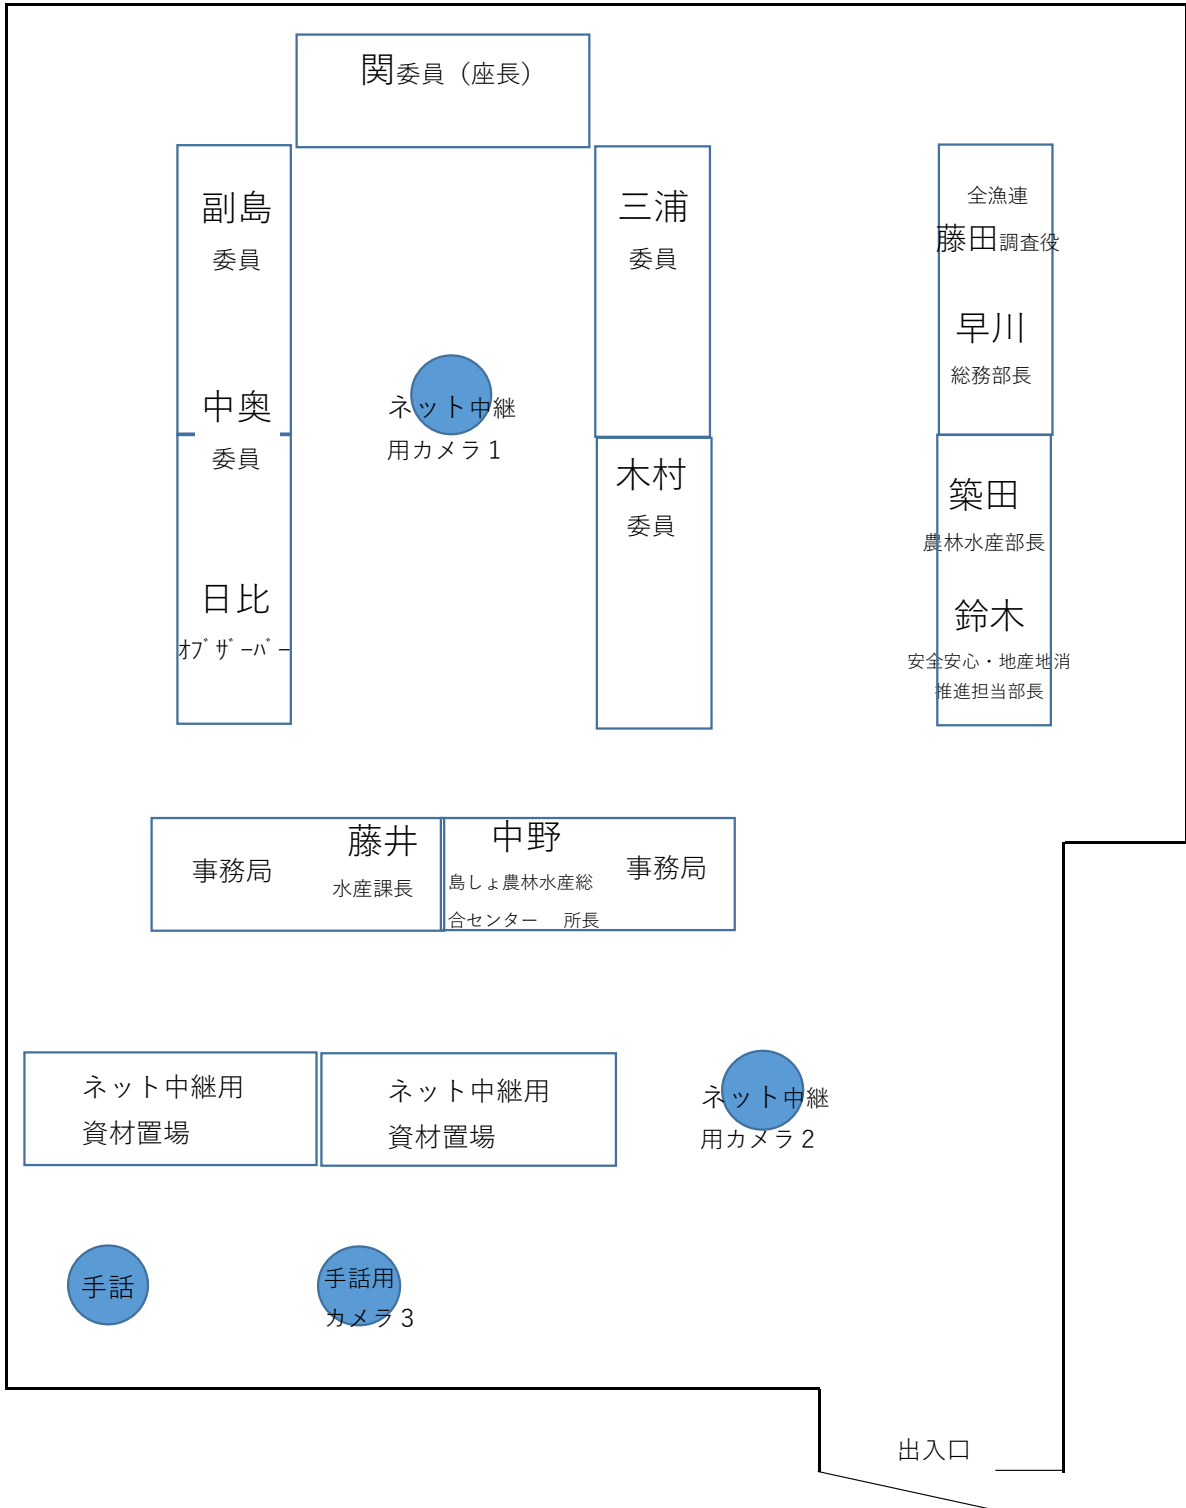 関委員（座長）
副島
委員
中奥
委員
日比
ｵﾌﾞｻﾞｰﾊﾞｰ
ネット中継
用カメラ１
三浦
委員
木村
委員
全漁連
藤田調査役
早川
総務部長
築田
農林水産部長
鈴木
安全安心・地産地消
推進担当部長
事務局
藤井
水産課長
中野
島しょ農林水産総
合センター　所長
事務局
ネット中継用
資材置場
ネット中継用
資材置場
ネット中継
用カメラ２
手話
手話用
カメラ３
出入口